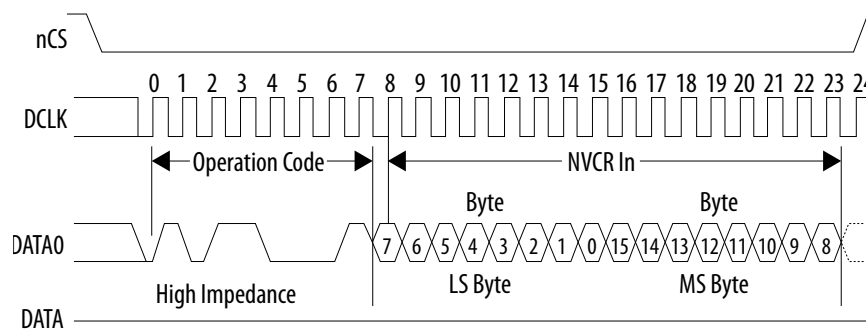 nCS
0 1 2 3 4 5 6 7 8 9 10 11 12 13 14 15 16 17 18 19 20 21 22 23 24
DCLK
Operation Code NVCR In
Byte Byte
DATA0 7 6 5 4 3 2 1 0 15 14 13 12 11 10 9 8
High Impedance LS Byte MS Byte
DATA